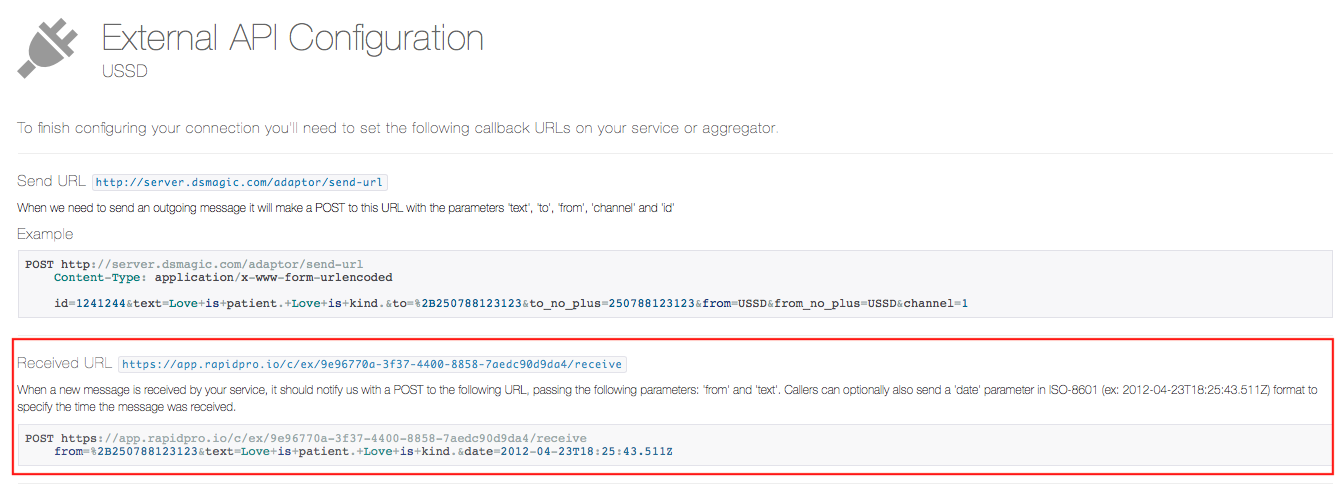 External API Configuration
USSD
To finish configuring your connection you'll need to set the following callback URLs on your service or aggregator.
Send URL http://server.dsmagic.com/adaptor/send-url
When we need to send an outgoing message it will make a POST to this URL with the parameters 'text', 'to', 'from', 'channel' and 'id'
Example
POST http://server.dsmagic.com/adaptor/send-url
Content-Type: application/x-www-form-urlencoded
id=1241244&text=Love+is+patient.+Love+is+kind.&to=%2B250788123123&to_no_plus=250788123123&from=USSD&from_no_plus=USSD&channel=1
Received URL https://app.rapidpro.io/c/ex/9e96770a-3f37-4400-8858-7aedc90d9da4/receive
When a new message is received by your service, it should notify us with a POST to the following URL, passing the following parameters: 'from' and 'text'. Callers can optionally also send a 'date' parameter in ISO-8601 (ex: 2012-04-23T18:25:43.511Z) format to
specify the time the message was received.
POST https://app.rapidpro.io/c/ex/9e96770a-3f37-4400-8858-7aedc90d9da4/receive
from=%2B250788123123&text=Love+is+patient.+Love+is+kind.&date=2012-04-23T18:25:43.511Z